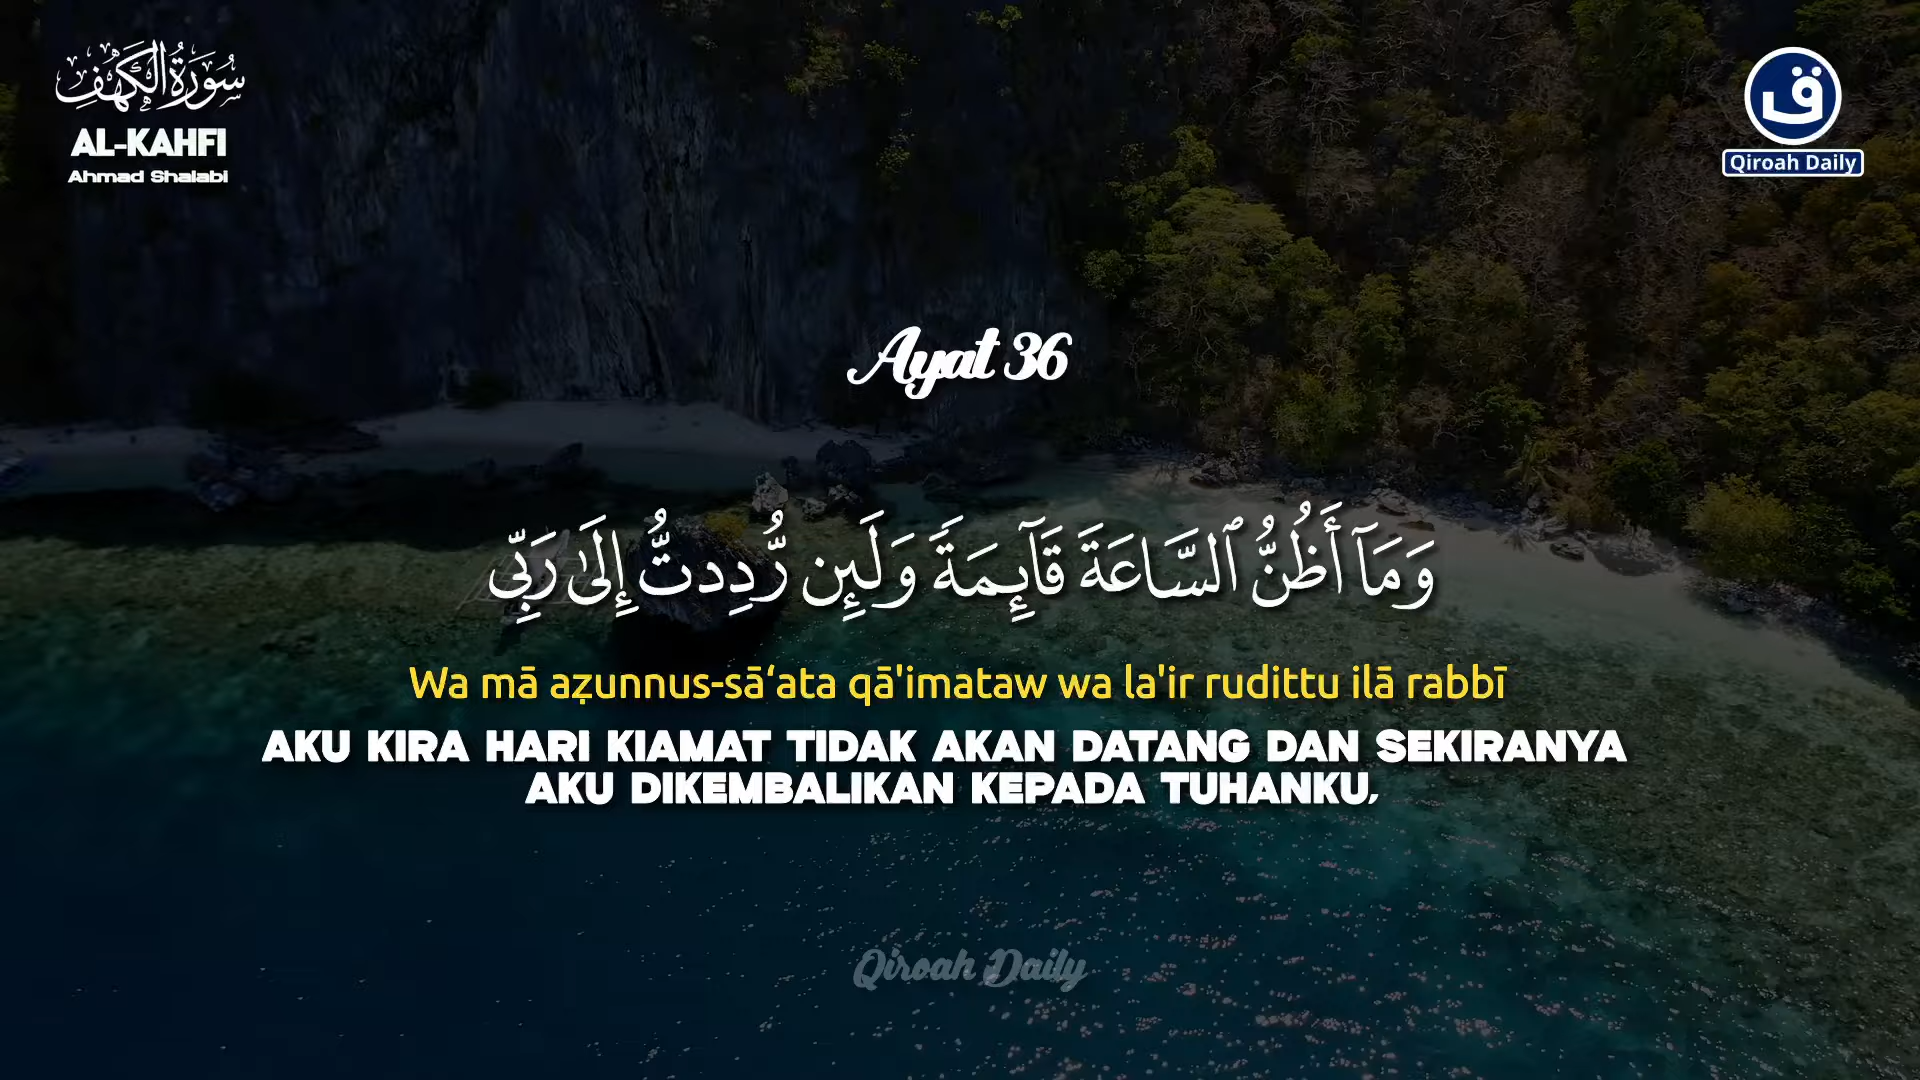 سُورَةُ الْكَهْفِ
AL-KAHFI
Ahmad Shalabi
ق
Qiroah Daily
Ayat 36
وَمَآ أَظُنُّ ٱلسَّاعَةَ قَآئِمَةً وَلَئِن رُّدِدتُّ إِلَىٰ رَبِّى
Wa mā aẓunnus-sā‘ata qā'imataw wa la'ir rudittu ilā rabbī
AKU KIRA HARI KIAMAT TIDAK AKAN DATANG DAN SEKIRANYA
AKU DIKEMBALIKAN KEPADA TUHANKU,
Qiroah Daily